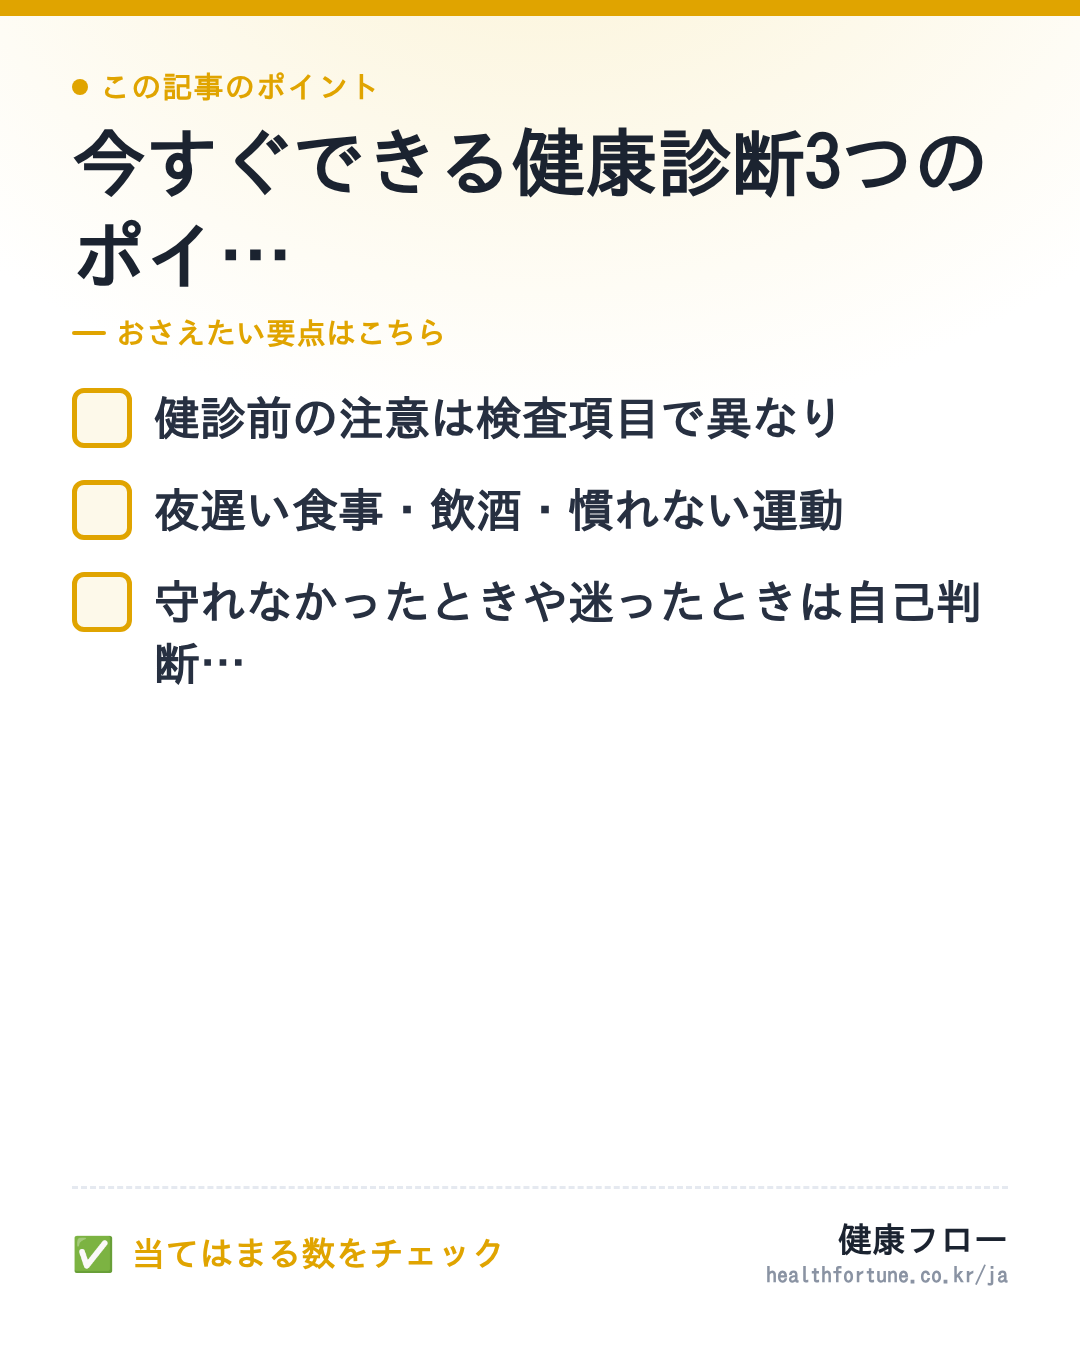 この記事のポイント
今すぐできる健康診断3つの
ポイ…
おさえたい要点はこちら
健診前の注意は検査項目で異なり
夜遅い食事・飲酒・慣れない運動
守れなかったときや迷ったときは自己判
断…
✅ 当てはまる数をチェック
健康フロー
healthfortune.co.kr/ja